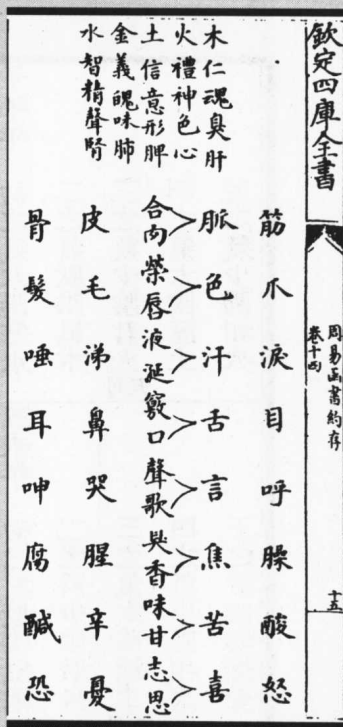 欽定四庫全書
周易函書約存
卷十四
十五
木仁魂臭肝
火禮神色心
土信意形脾
金義魄味肺
水智精聲腎
筋爪淚目呼臊酸怒
脈色汗舌言焦苦喜
合肉榮唇液涎竅口聲歌臭香味甘志思
皮毛涕鼻哭腥辛憂
骨髮唾耳呻腐鹹恐